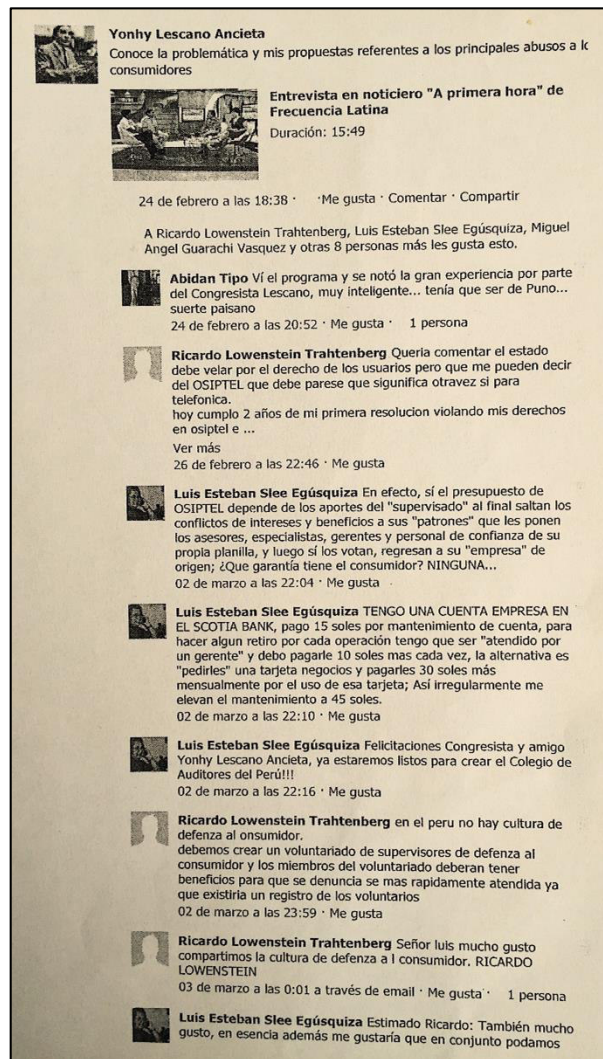 Yonhy Lescano Ancieta
Conoce la problemática y mis propuestas referentes a los principales abusos a lo
consumidores
Entrevista en noticiero "A primera hora" de
Frecuencia Latina
Duración: 15:49
24 de febrero a las 18:38 · · Me gusta · Comentar · Compartir
A Ricardo Lowenstein Trahtenberg, Luis Esteban Slee Egúsquiza, Miguel
Angel Guarachi Vasquez y otras 8 personas más les gusta esto.
Abidan Tipo Ví el programa y se notó la gran experiencia por parte
del Congresista Lescano, muy inteligente... tenía que ser de Puno...
suerte paisano
24 de febrero a las 20:52 · Me gusta · 1 persona
Ricardo Lowenstein Trahtenberg Queria comentar el estado
debe velar por el derecho de los usuarios pero que me pueden decir
del OSIPTEL que debe parese que sigunifica otravez si para
telefonica.
hoy cumplo 2 años de mi primera resolucion violando mis derechos
en osiptel e ...
Ver más
26 de febrero a las 22:46 · Me gusta
Luis Esteban Slee Egúsquiza En efecto, sí el presupuesto de
OSIPTEL depende de los aportes del "supervisado" al final saltan los
conflictos de intereses y beneficios a sus "patrones" que les ponen
los asesores, especialistas, gerentes y personal de confianza de su
propia planilla, y luego sí los votan, regresan a su "empresa" de
origen; ¿Que garantía tiene el consumidor? NINGUNA...
02 de marzo a las 22:04 · Me gusta
Luis Esteban Slee Egúsquiza TENGO UNA CUENTA EMPRESA EN
EL SCOTIA BANK, pago 15 soles por mantenimiento de cuenta, para
hacer algun retiro por cada operación tengo que ser "atendido por
un gerente" y debo pagarle 10 soles mas cada vez, la alternativa es
"pedirles" una tarjeta negocios y pagarles 30 soles más
mensualmente por el uso de esa tarjeta; Así irregularmente me
elevan el mantenimiento a 45 soles.
02 de marzo a las 22:10 · Me gusta
Luis Esteban Slee Egúsquiza Felicitaciones Congresista y amigo
Yonhy Lescano Ancieta, ya estaremos listos para crear el Colegio de
Auditores del Perú!!!
02 de marzo a las 22:16 · Me gusta
Ricardo Lowenstein Trahtenberg en el peru no hay cultura de
defenza al onsumidor.
debemos crear un voluntariado de supervisores de defenza al
consumidor y los miembros del voluntariado deberan tener
beneficios para que se denuncia se mas rapidamente atendida ya
que existiria un registro de los voluntarios
02 de marzo a las 23:59 · Me gusta
Ricardo Lowenstein Trahtenberg Señor luis mucho gusto
compartimos la cultura de defenza a l consumidor. RICARDO
LOWENSTEIN
03 de marzo a las 0:01 a través de email · Me gusta · 1 persona
Luis Esteban Slee Egúsquiza Estimado Ricardo: También mucho
gusto, en esencia además me gustaría que en conjunto podamos